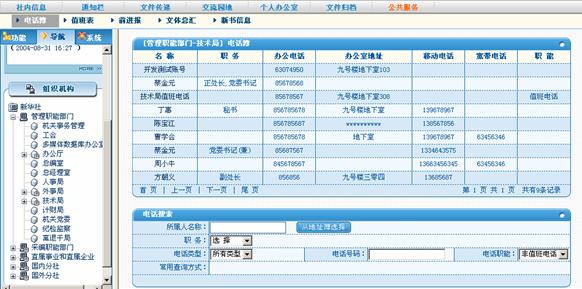 社内信息 通知栏 文件传递 交流园地 个人办公室 文件归档 公共服务
电话簿 值班表 前进报 文体总汇 新书信息
功能 导航 系统
( 2004-08-31 16:27 )
MORE
组织机构
新华社
管理职能部门
机关事务管理
工会
多媒体数据库办公室
办公厅
总编室
总经理室
人事局
外事局
技术局
计财局
机关党委
纪检监察
离退干局
采编职能部门
直属事业和直属企业
国内分社
国外分社
[管理职能部门-技术局] 电话簿
名 称 职 务 办公电话 办公室地址 移动电话 宽带电话 职 能
开发测试账号 63074950 九号楼地下室103
蔡金元 正处长,党委书记 85678568
技术局值班电话 85678567 九号楼地下室308 值班电话
丁惠 秘书 856785678 九号楼地下室 139678967
陈宝江 85678687 ********** 138567856
曹学会 856785678 地下室 139678967 63456346
蔡金元 党委书记(兼) 85687567 1334643575
周小牛 845678567 13663456345 63456346
方朝义 副处长 856856 九号楼三零四 13685687
首 页 | 上一页 | 下一页 | 尾 页 第 1 页 共 1 页 共有9条记录
电话搜索
所属人名称: 从地址簿选择
职 务: 选 择
电话类型: 所有类型 电话号码: 电话职能: 非值班电话
常用查询方式: